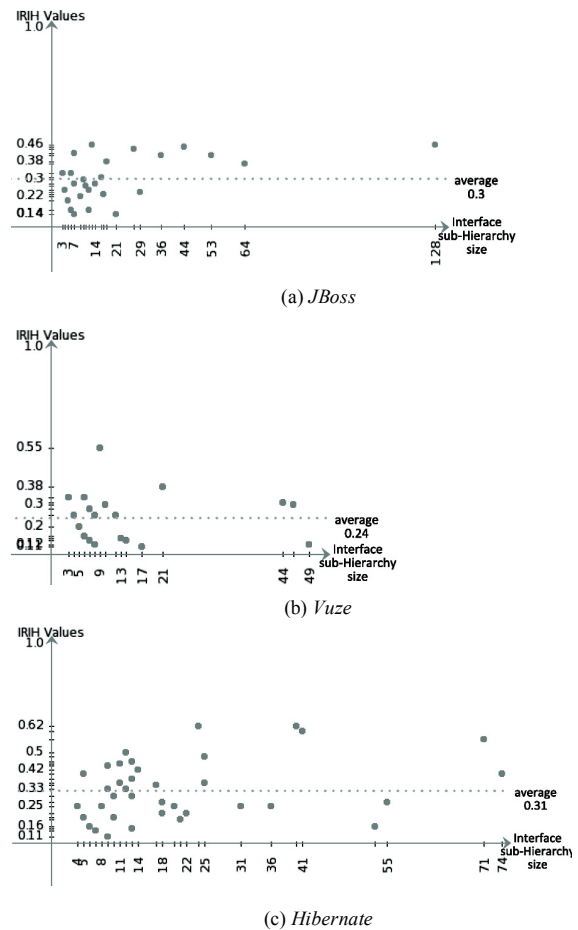 IRIH Values
1.0
0.46
0.38
0.3
0.22
0.14
average
0.3
3 7 14 21 29 36 44 53 64 128
Interface
sub-Hierarchy
size
(a) JBoss
IRIH Values
1.0
0.55
0.38
0.3
0.2
0.12
0.11
average
0.24
3 5 9 13 17 21 44 49
Interface
sub-Hierarchy
size
(b) Vuze
IRIH Values
1.0
0.62
0.5
0.42
0.33
0.25
0.16
0.11
average
0.31
4 5 8 11 14 18 22 25 31 36 41 55 71 74
Interface
sub-Hierarchy
size
(c) Hibernate